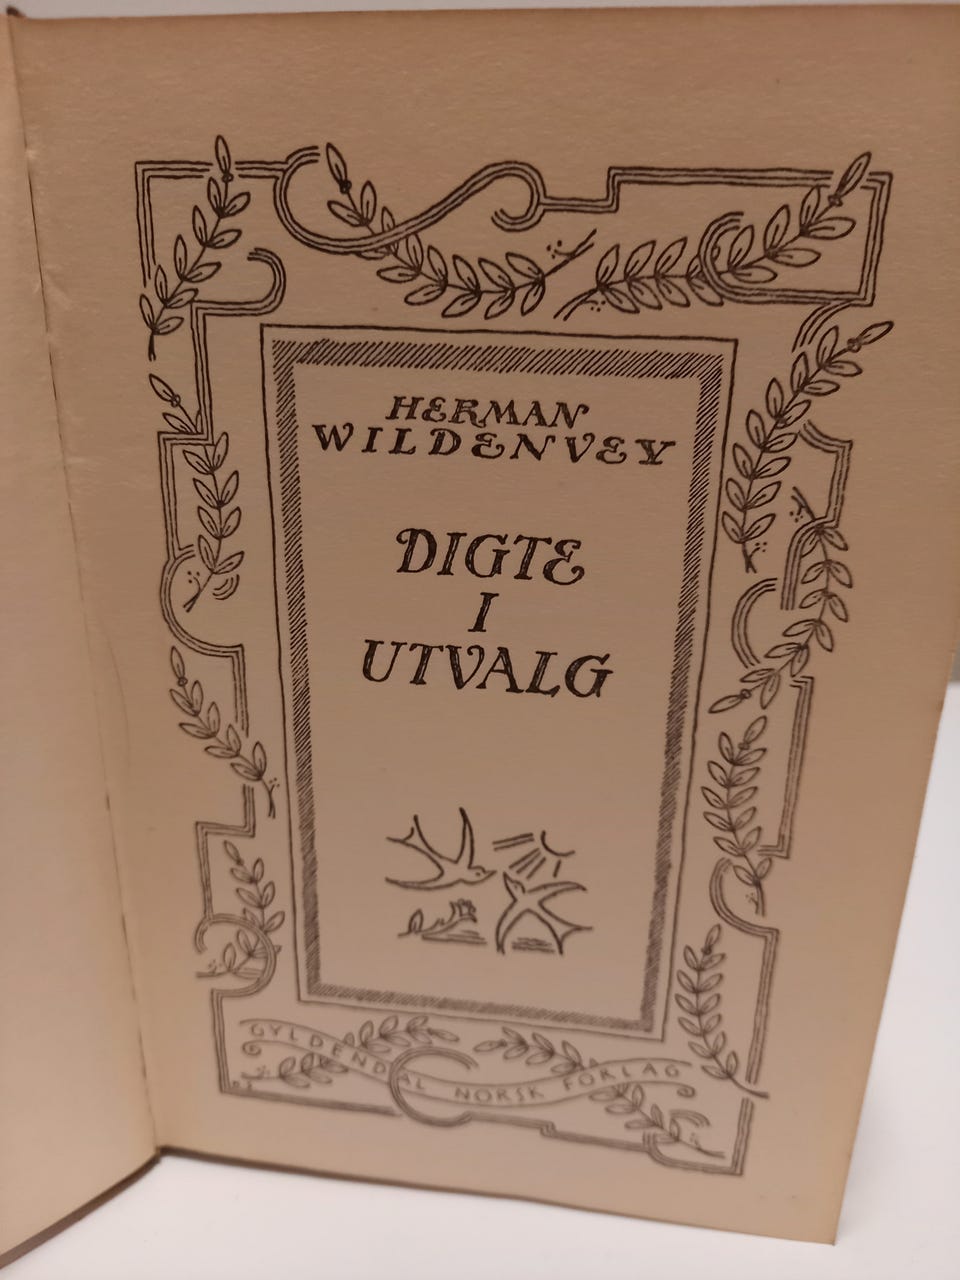 HERMAN
WILDENVEY
DIGTE
I
UTVALG
GYLDENDAL NORSK FORLAG